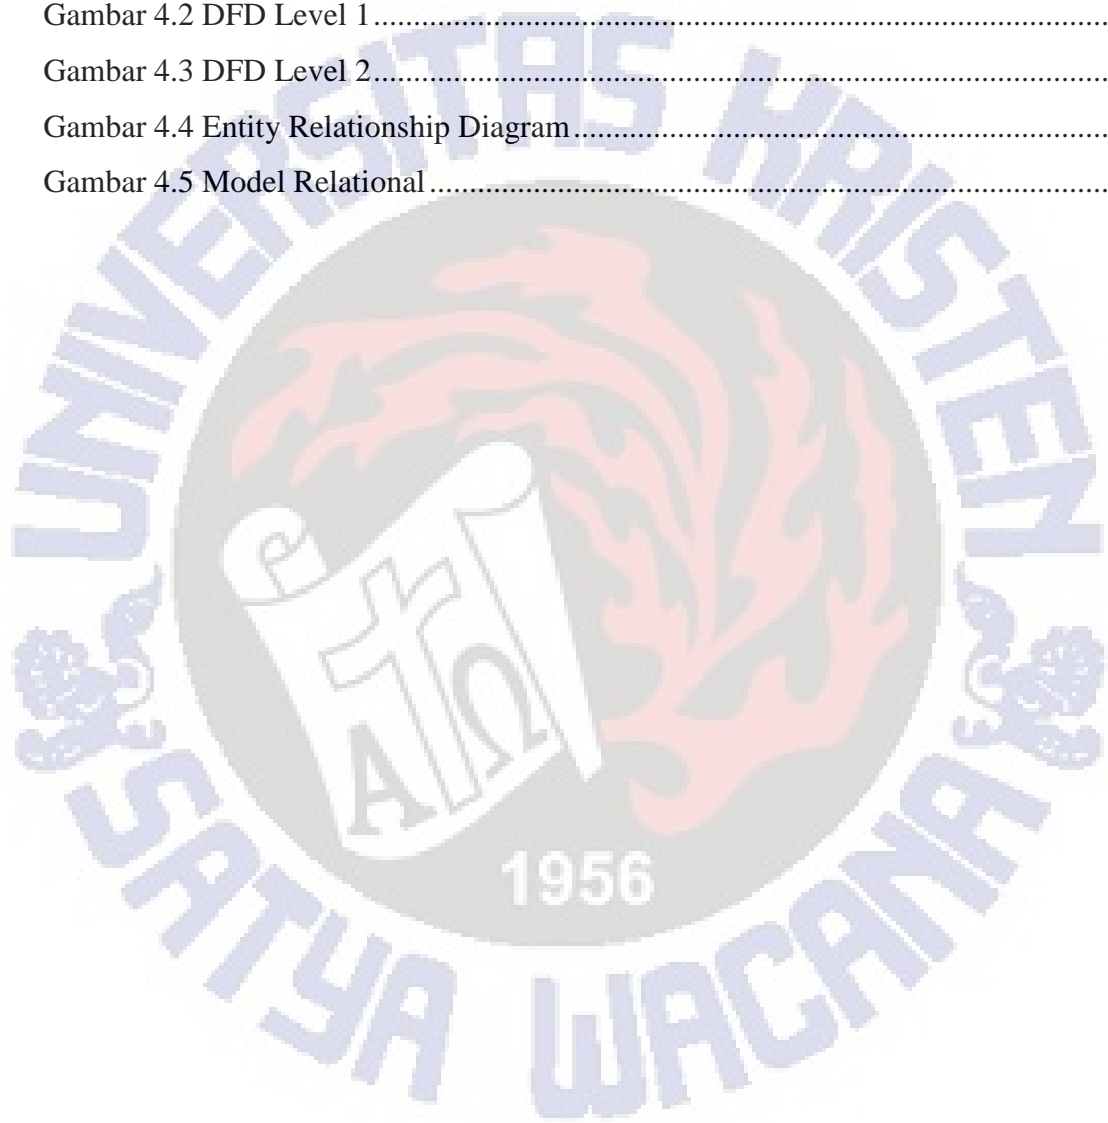 Gambar 4.2 DFD Level 1..........................................................................................
Gambar 4.3 DFD Level 2..........................................................................................
Gambar 4.4 Entity Relationship Diagram..................................................................
Gambar 4.5 Model Relational...................................................................................
UNIVERSITAS KRISTEN
Α Ω
1956
SATYA WACANA